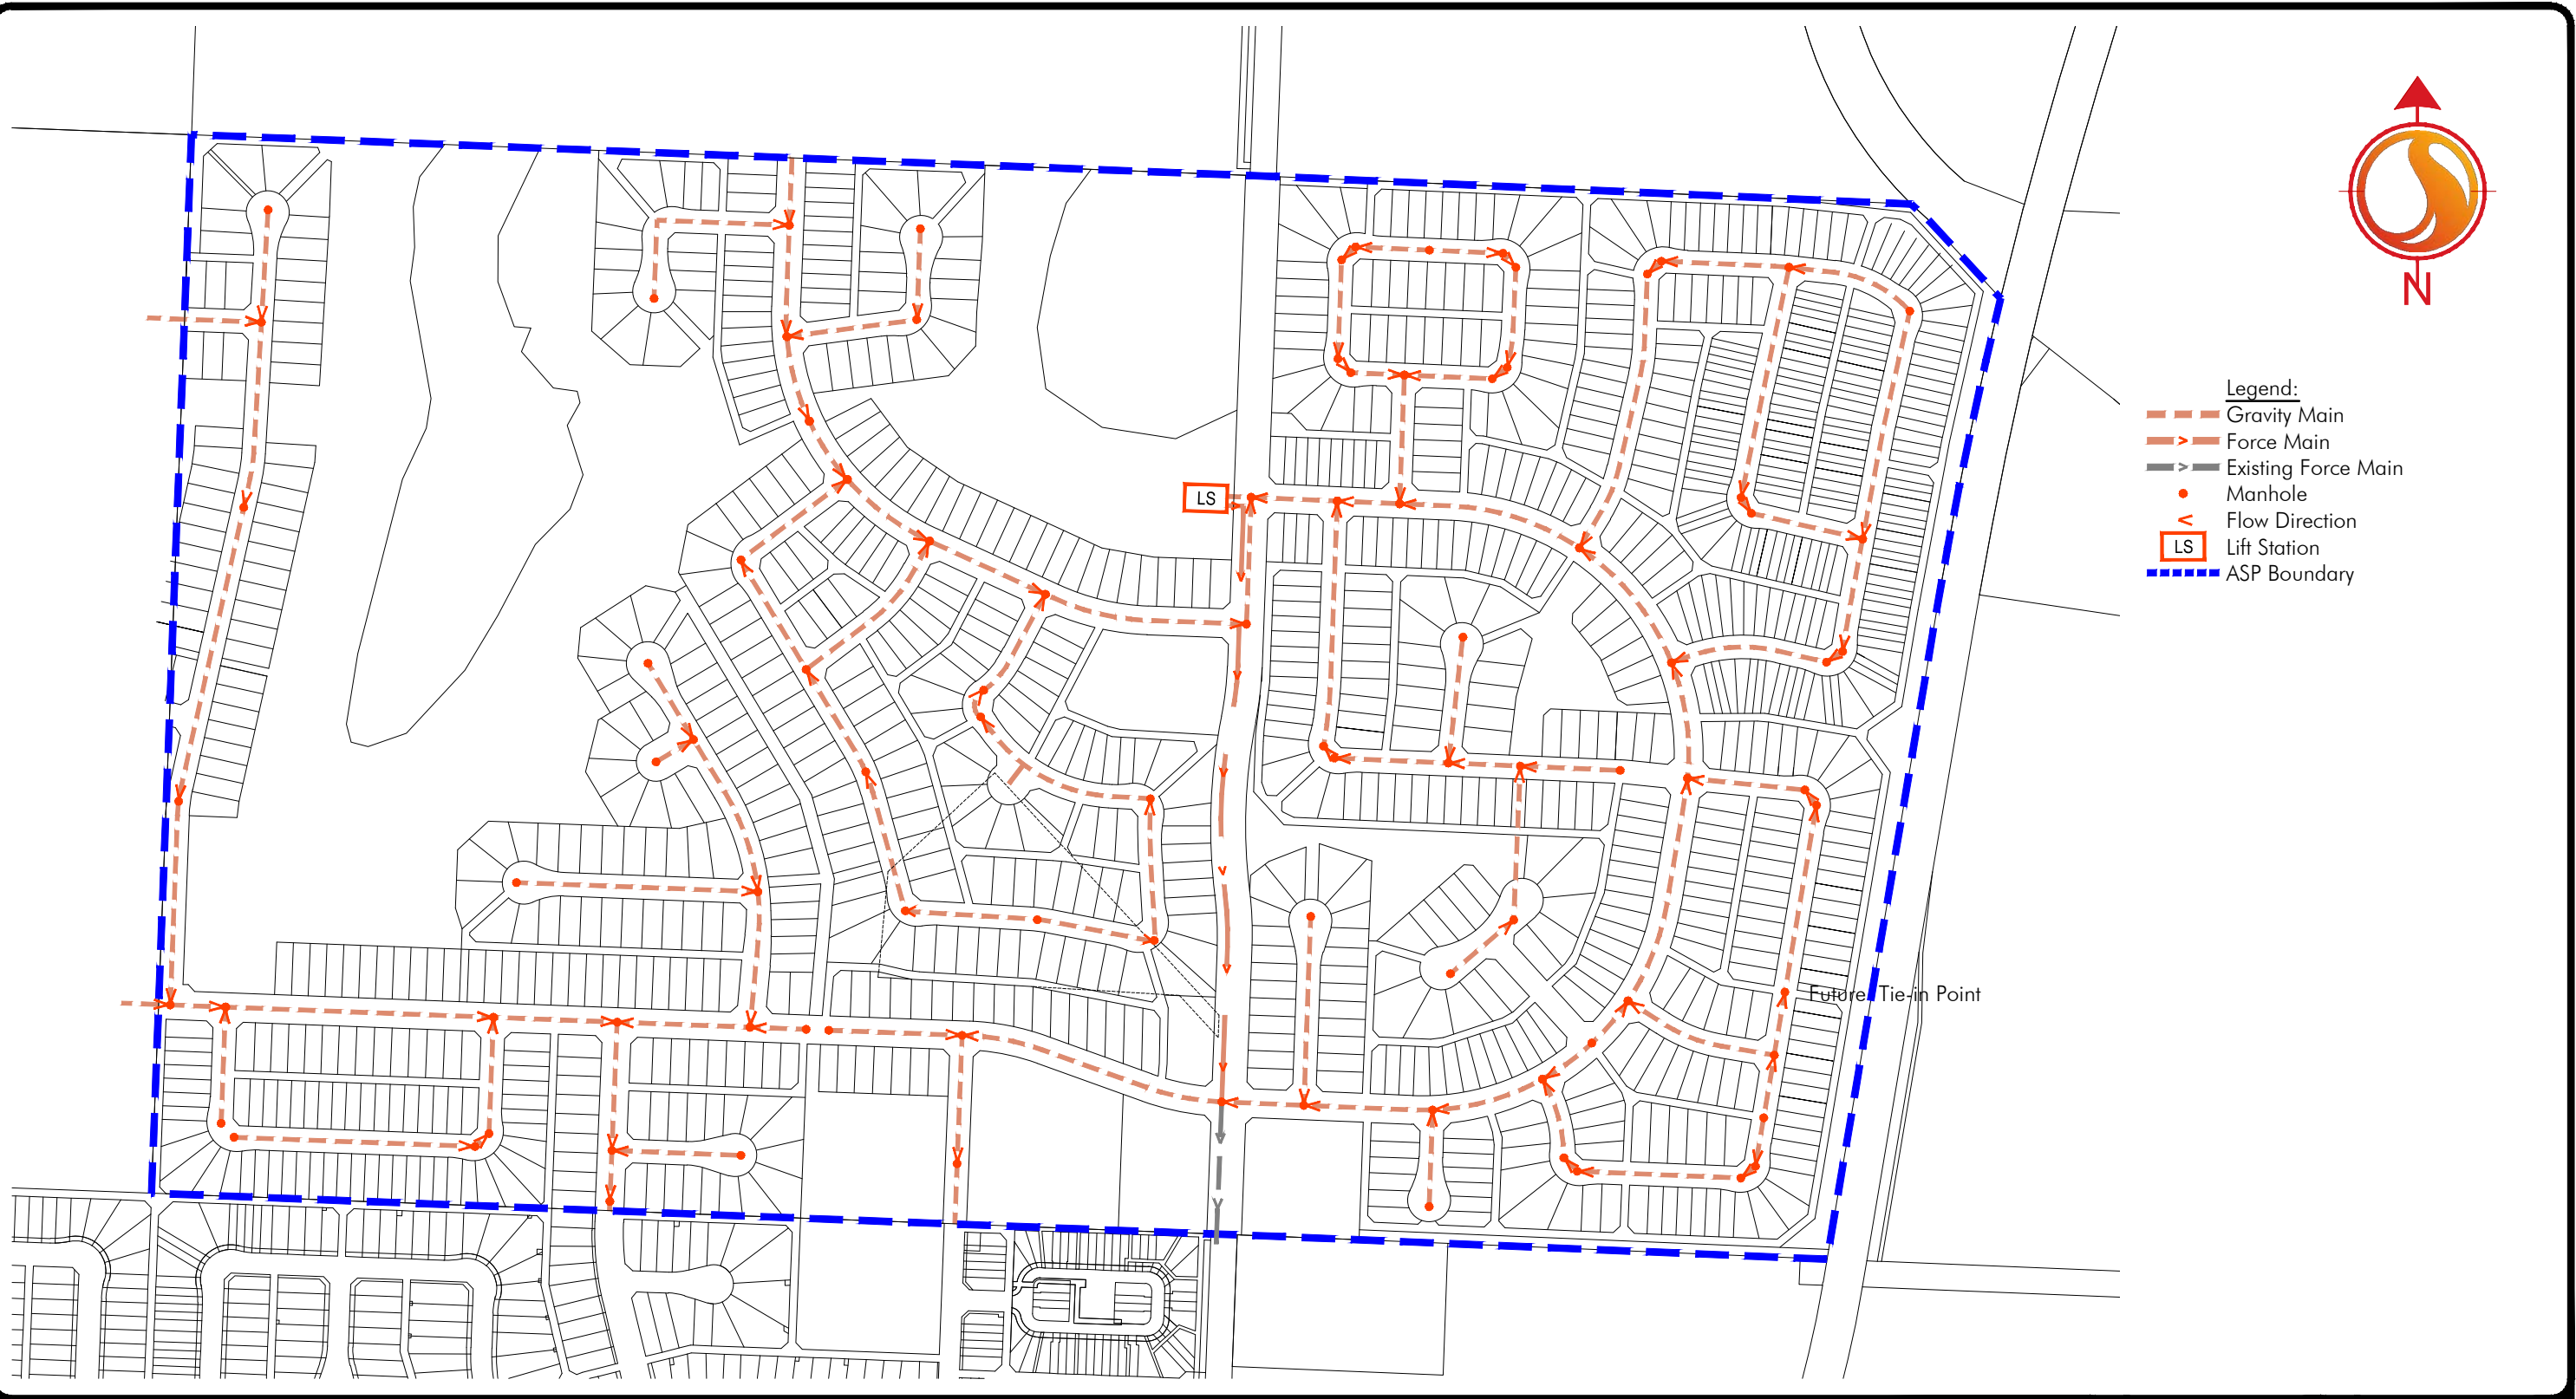 N
Legend:
Gravity Main
Force Main
Existing Force Main
Manhole
Flow Direction
LS Lift Station
ASP Boundary
LS
Future Tie-in Point